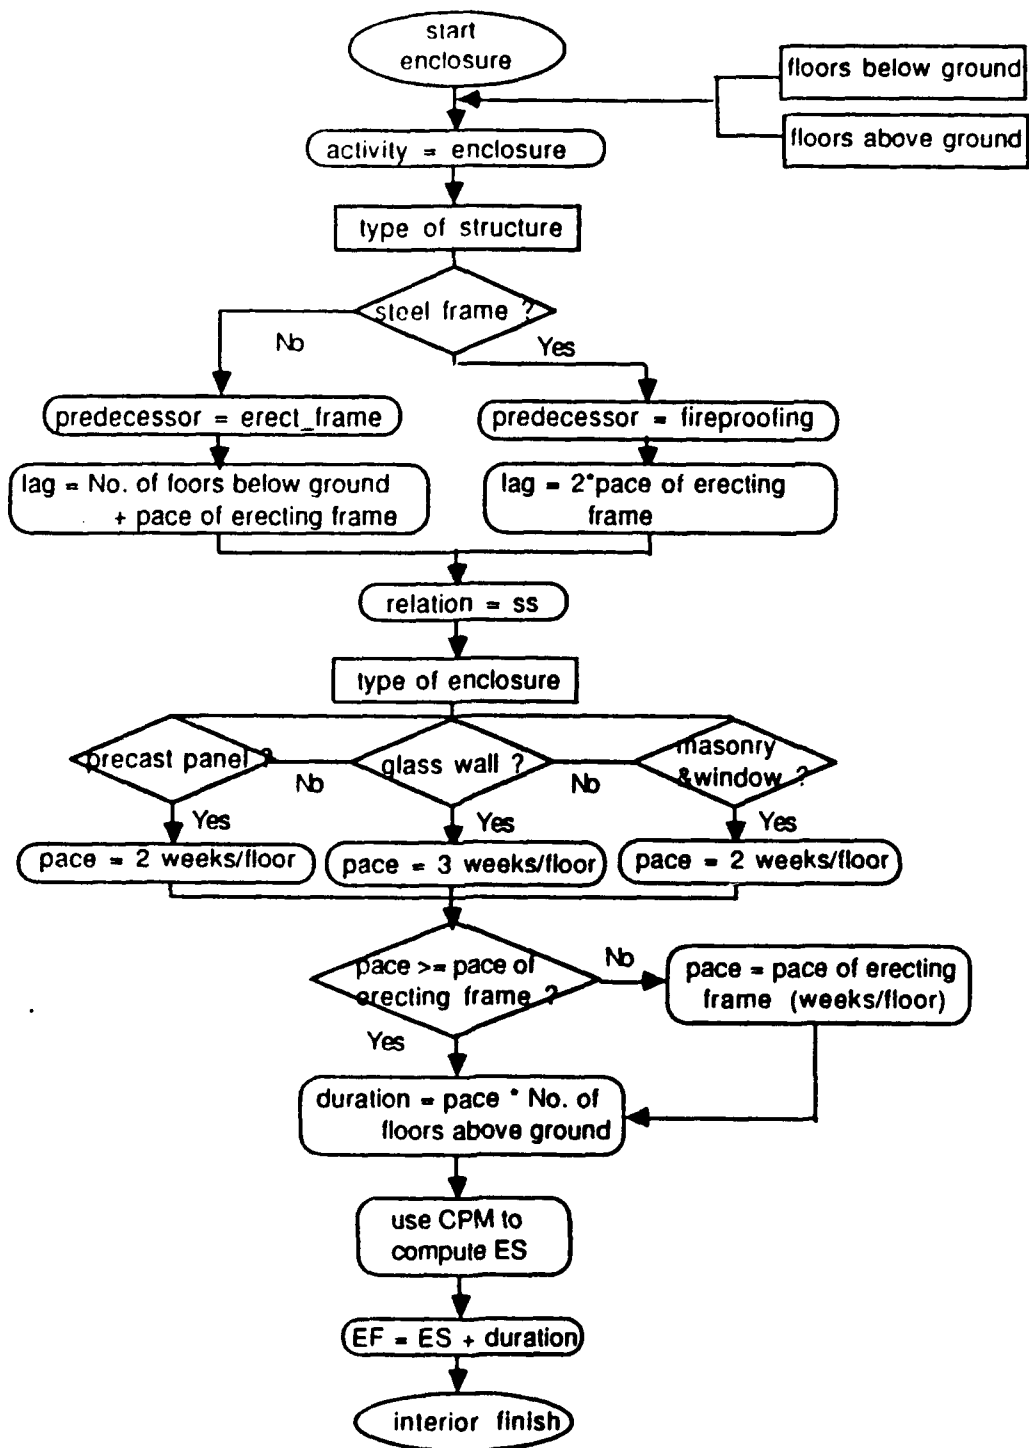 start
enclosure
floors below ground
floors above ground
activity = enclosure
type of structure
steel frame ?
No
Yes
predecessor = erect_frame
predecessor = fireproofing
lag = No. of foors below ground
+ pace of erecting frame
lag = 2*pace of erecting
frame
relation = ss
type of enclosure
precast panel ?
No
glass wall ?
No
masonry
&window ?
Yes
Yes
Yes
pace = 2 weeks/floor
pace = 3 weeks/floor
pace = 2 weeks/floor
pace >= pace of
erecting frame ?
No
pace = pace of erecting
frame (weeks/floor)
Yes
duration = pace * No. of
floors above ground
use CPM to
compute ES
EF = ES + duration
interior finish